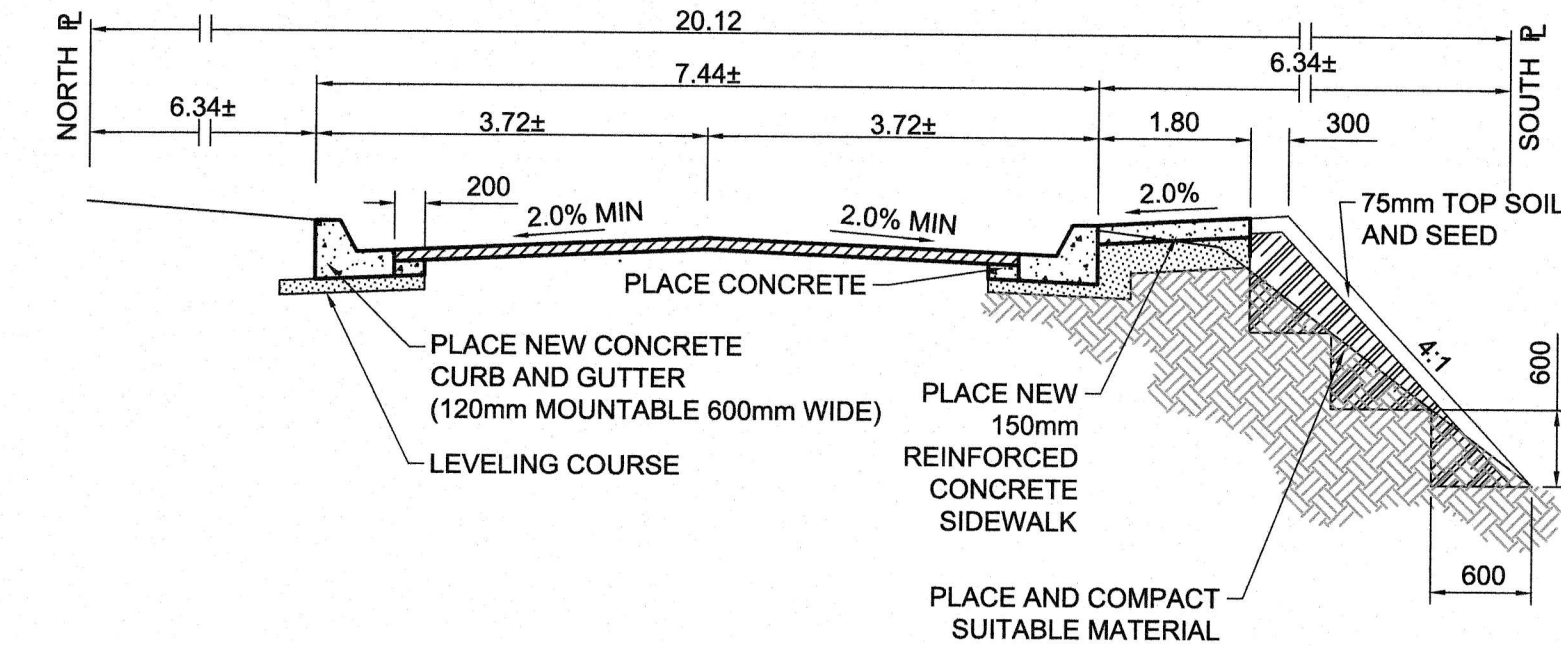 20.12
NORTH PL
SOUTH PL
7.44±
6.34±
6.34±
3.72±
3.72±
1.80
300
200
2.0% MIN
2.0% MIN
2.0%
75mm TOP SOIL
AND SEED
PLACE CONCRETE
4:1
600
PLACE NEW CONCRETE
CURB AND GUTTER
(120mm MOUNTABLE 600mm WIDE)
LEVELING COURSE
PLACE NEW
150mm
REINFORCED
CONCRETE
SIDEWALK
600
PLACE AND COMPACT
SUITABLE MATERIAL